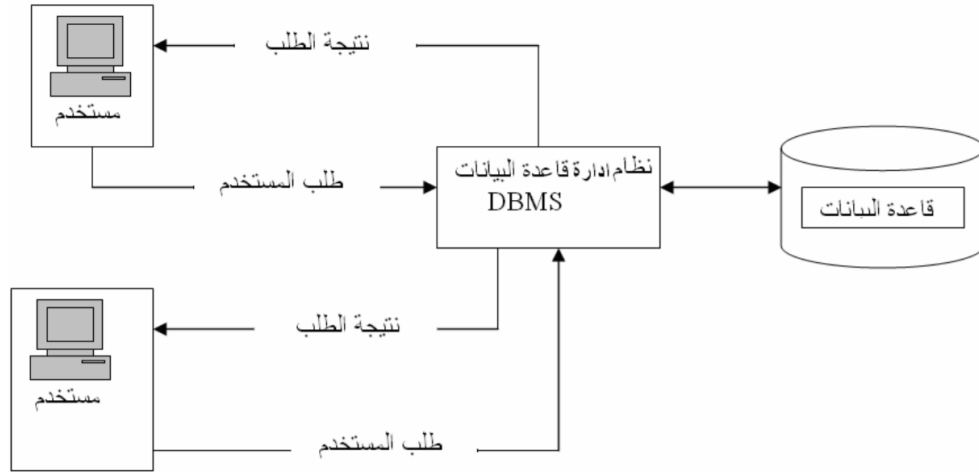 نتيجة الطلب
مستخدم
طلب المستخدم
نظام ادارة قاعدة البيانات
DBMS
قاعدة البيانات
نتيجة الطلب
مستخدم
طلب المستخدم